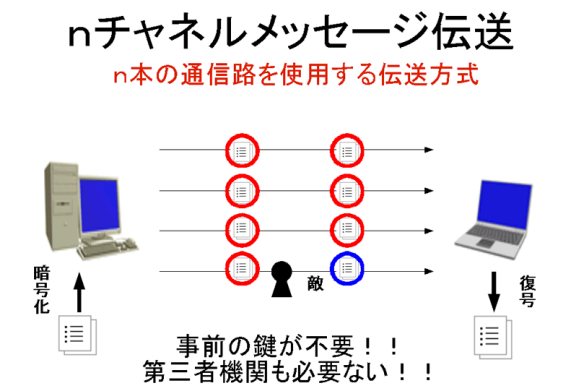 nチャネルメッセージ伝送
n本の通信路を使用する伝送方式
暗号化
敵
復号
事前の鍵が不要！！
第三者機関も必要ない！！